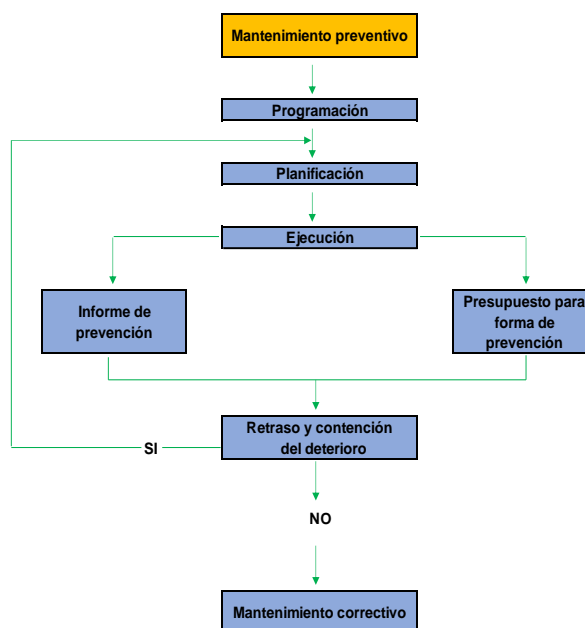 Mantenimiento preventivo
Programación
Planificación
Ejecución
Informe de
prevención
Presupuesto para
forma de
prevención
Retraso y contención
del deterioro
SI
NO
Mantenimiento correctivo